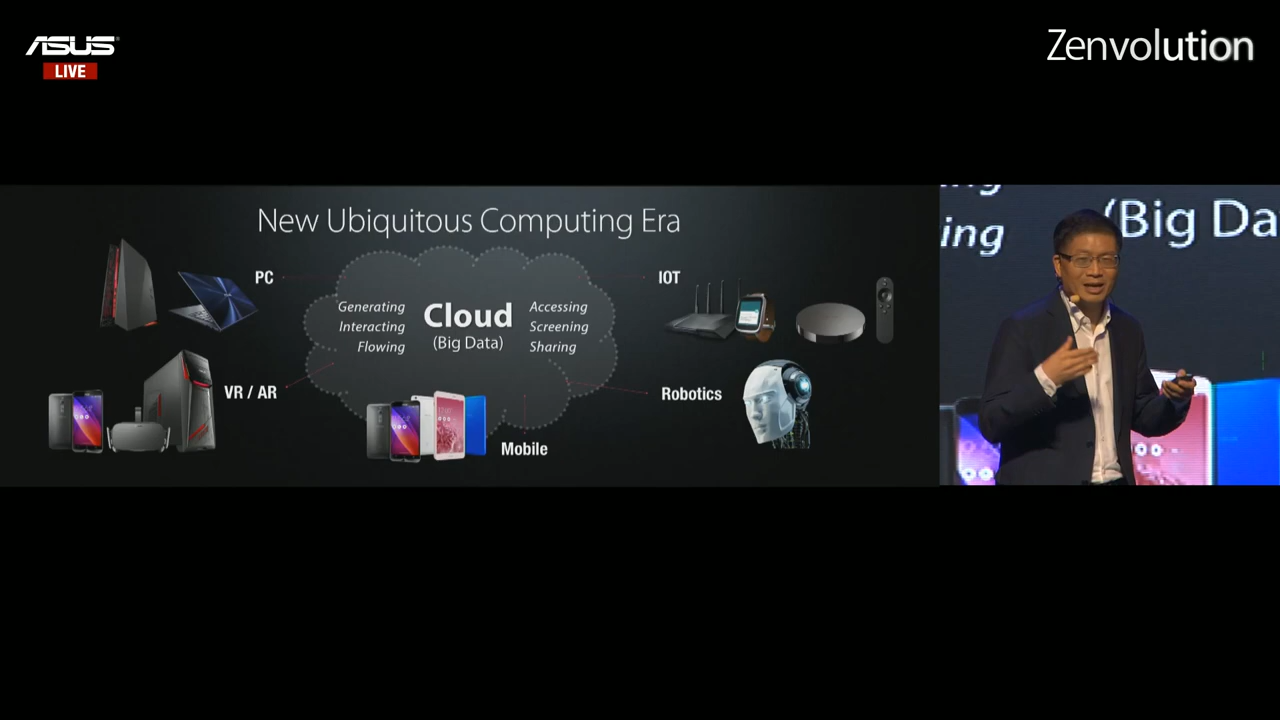 ASUS
LIVE
Zenvolution
New Ubiquitous Computing Era
PC
IOT
Generating
Interacting
Flowing
Cloud
(Big Data)
Accessing
Screening
Sharing
VR / AR
Robotics
Mobile
ing
(Big Da